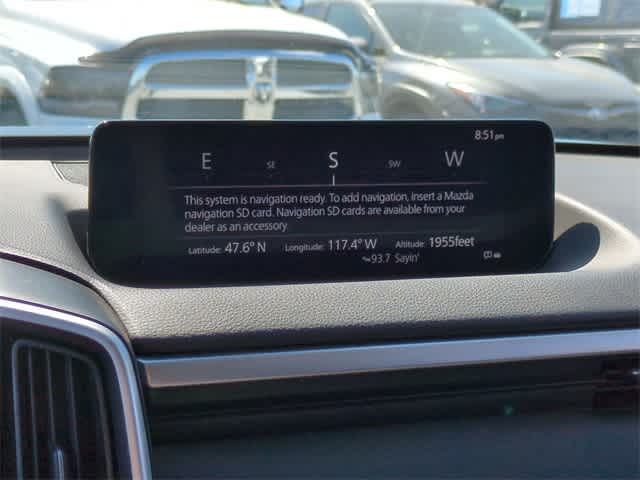 8:51pm
E SE S SW W
This system is navigation ready. To add navigation, insert a Mazda
navigation SD card. Navigation SD cards are available from your
dealer as an accessory
Latitude: 47.6° N Longitude: 117.4° W Altitude: 1955feet
93.7 Sayin'